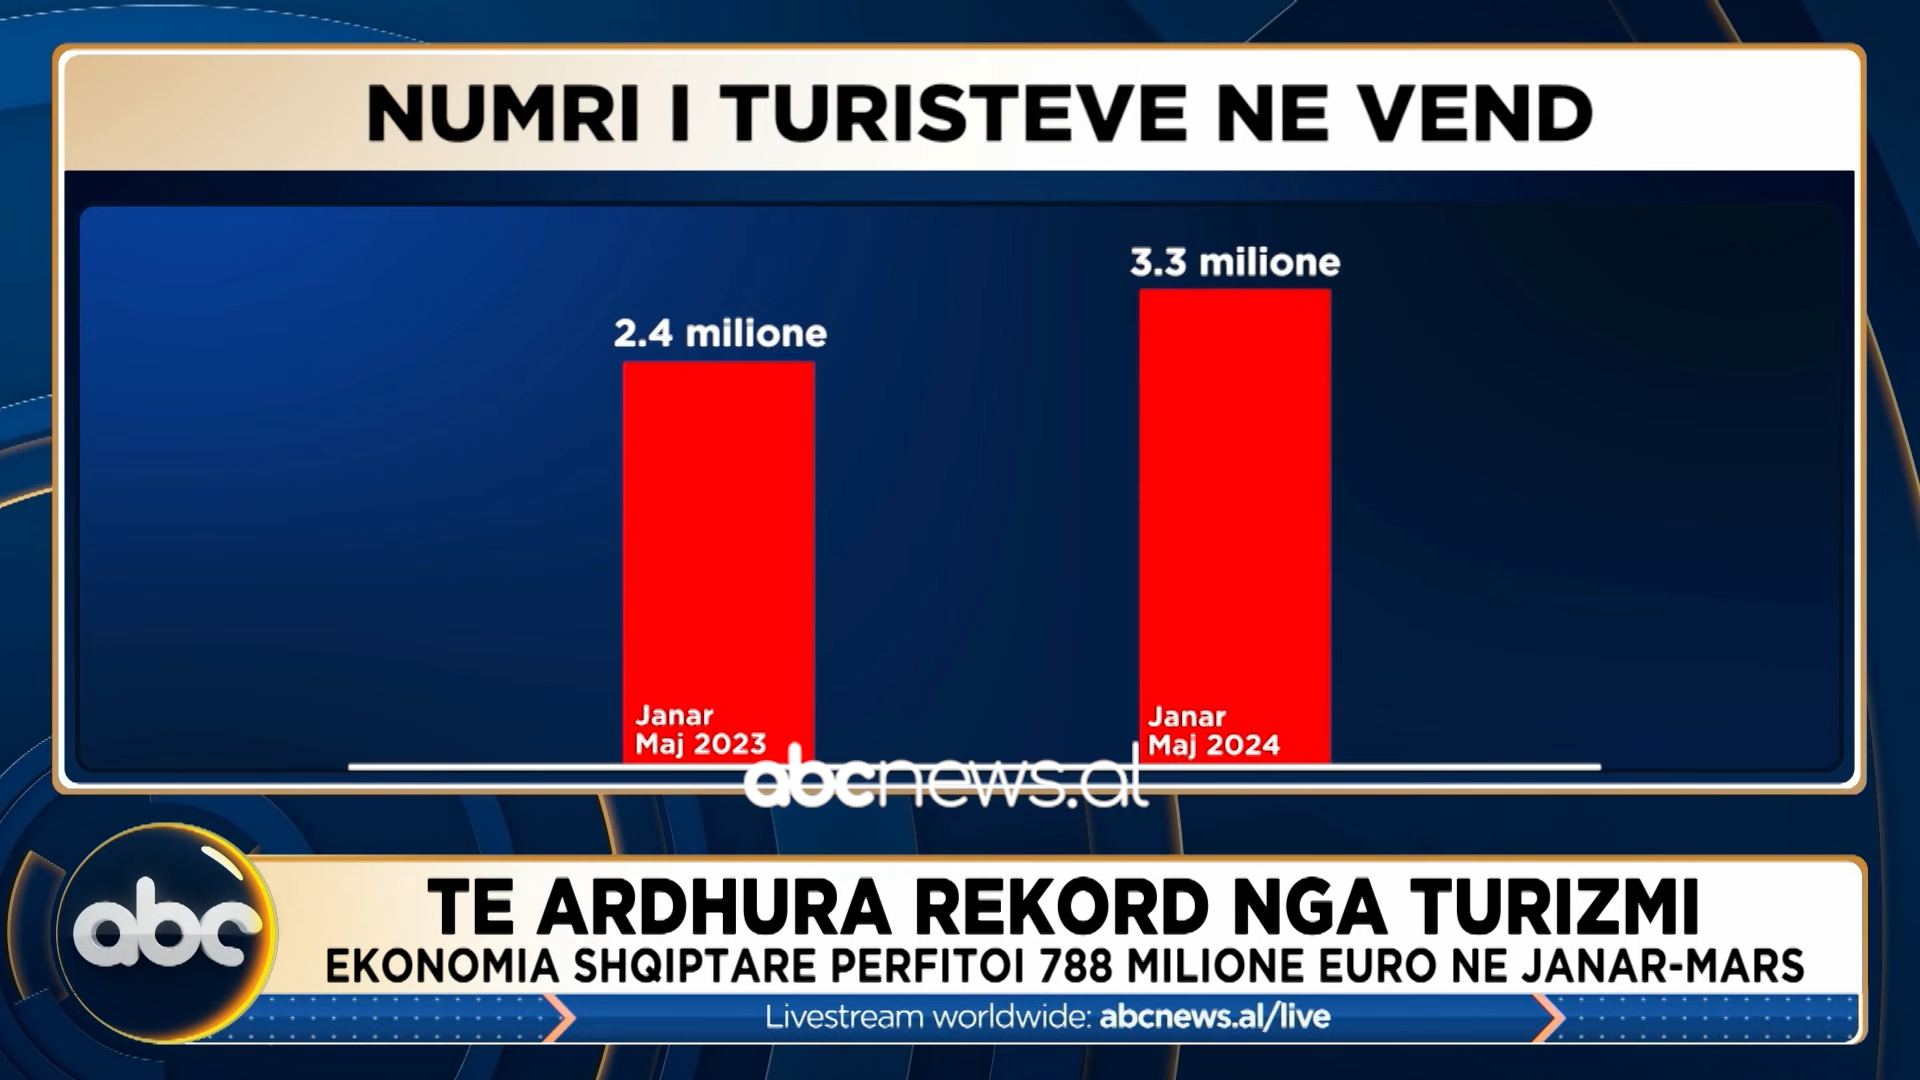 NUMRI I TURISTEVE NE VEND
3.3 milione
2.4 milione
Janar
Maj 2023
Janar
Maj 2024
abcnews.al
abc
TE ARDHURA REKORD NGA TURIZMI
EKONOMIA SHQIPTARE PERFITOI 788 MILIONE EURO NE JANAR-MARS
Livestream worldwide: abcnews.al/live